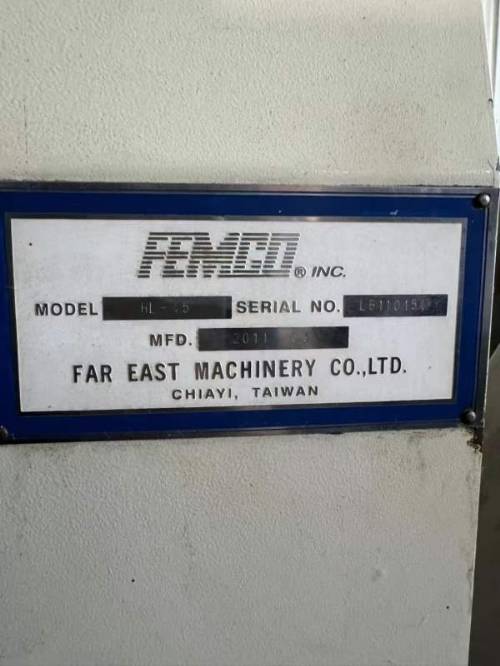 FEMCO ® INC.
MODEL SERIAL NO.
MFD. 2011
FAR EAST MACHINERY CO.,LTD.
CHIAYI, TAIWAN